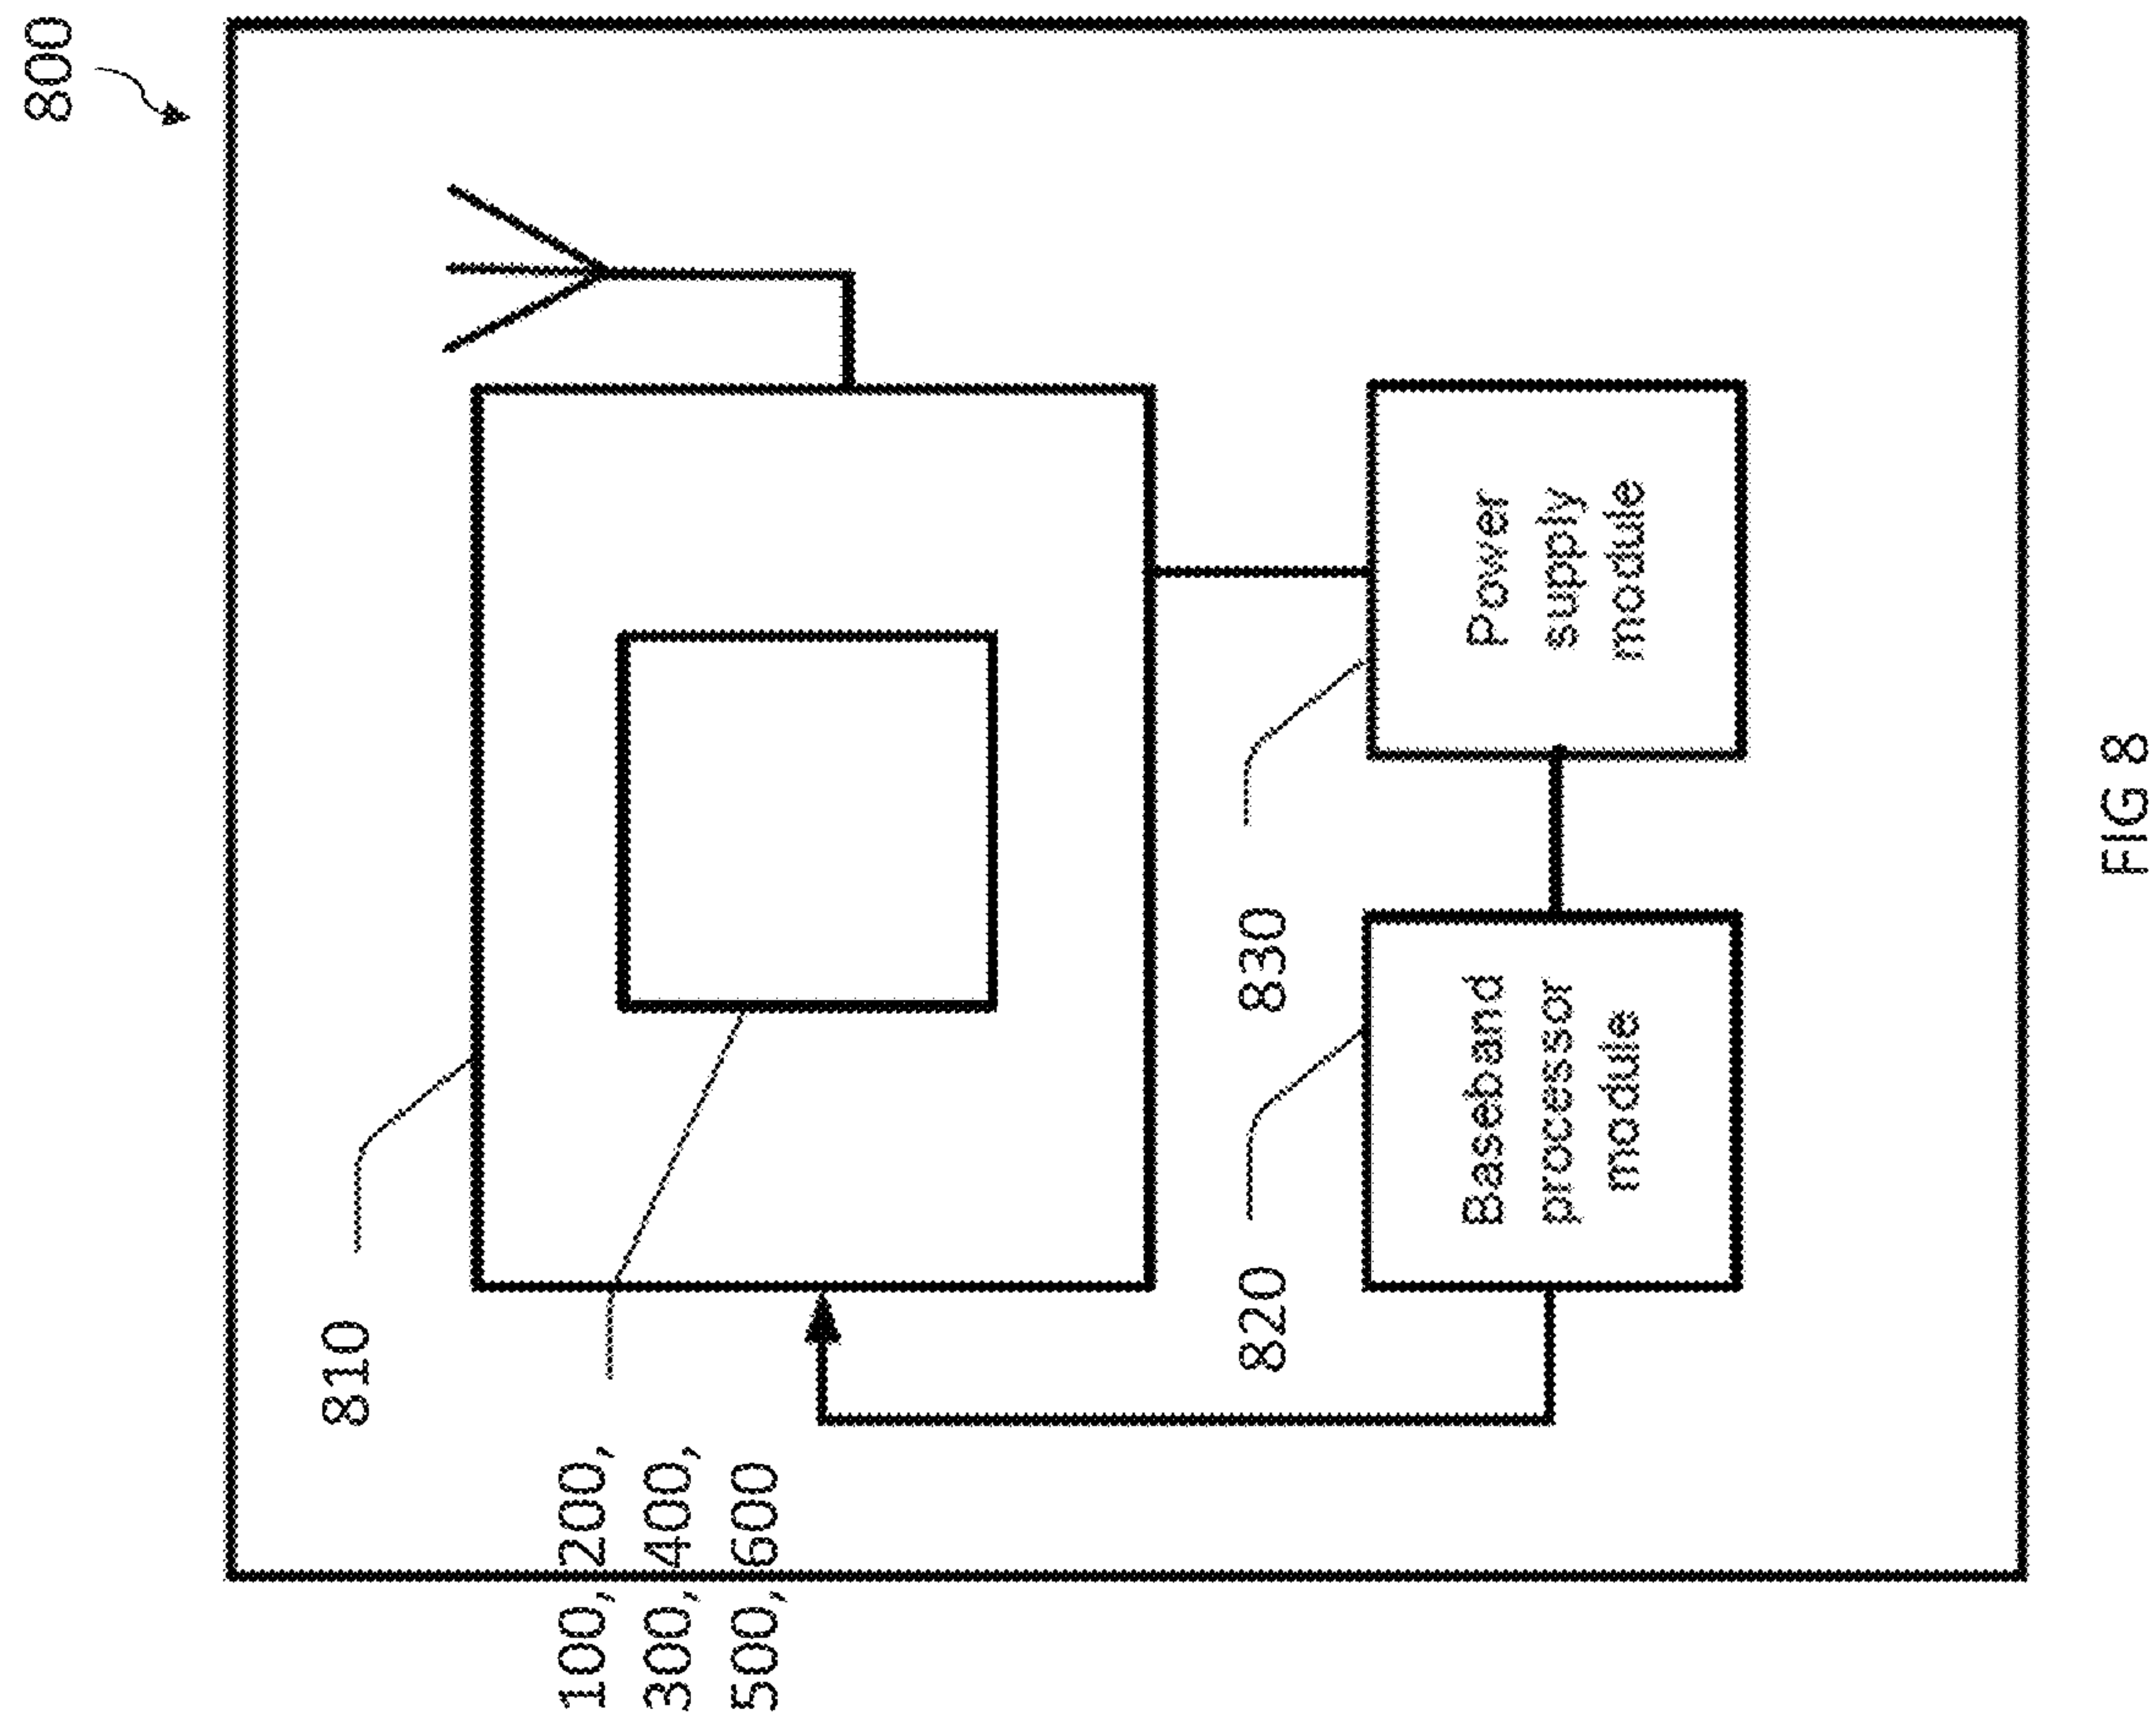 800
810
100, 200,
300, 400,
500, 600
820
Baseband
processor
module
830
Power
supply
module
FIG 8